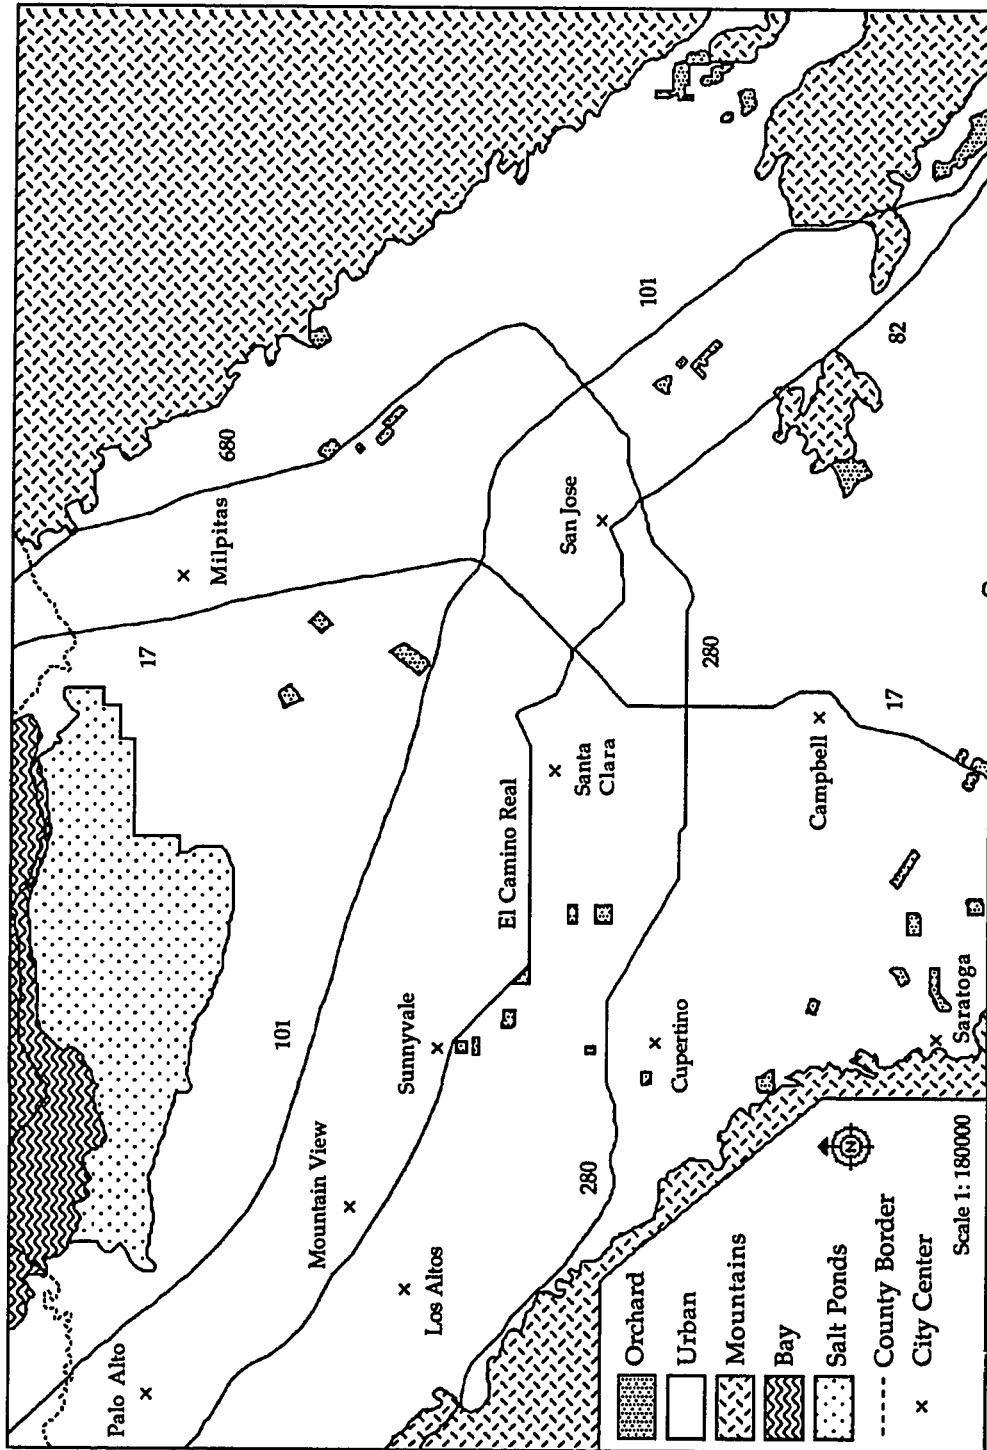 Palo Alto
Mountain View
Los Altos
101
Sunnyvale
El Camino Real
Santa
Clara
Cupertino
280
17
Milpitas
680
San Jose
101
82
280
17
Campbell
Saratoga
Orchard
Urban
Mountains
Bay
Salt Ponds
County Border
City Center
N
Scale 1: 180000